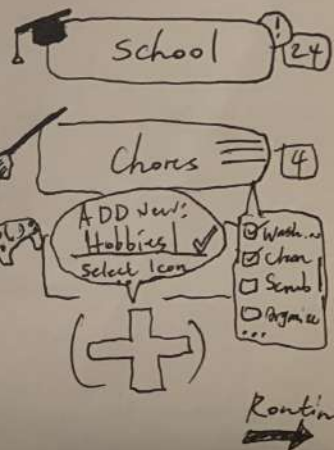 School
!
24
Chores
4
ADD New:
Hobbies
Select Icon
Wash..
Clean
Scrub
Organize
...
Routin